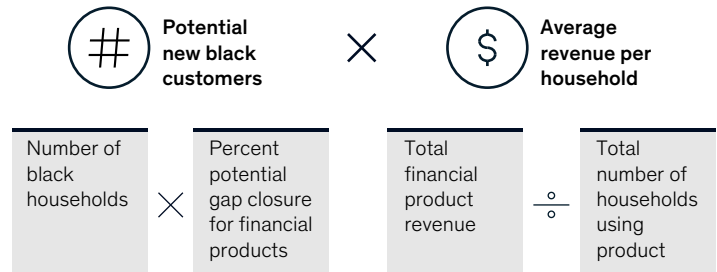 #
Potential
new black
customers
×
$
Average
revenue per
household
Number of
black
households
×
Percent
potential
gap closure
for financial
products
Total
financial
product
revenue
÷
Total
number of
households
using
product